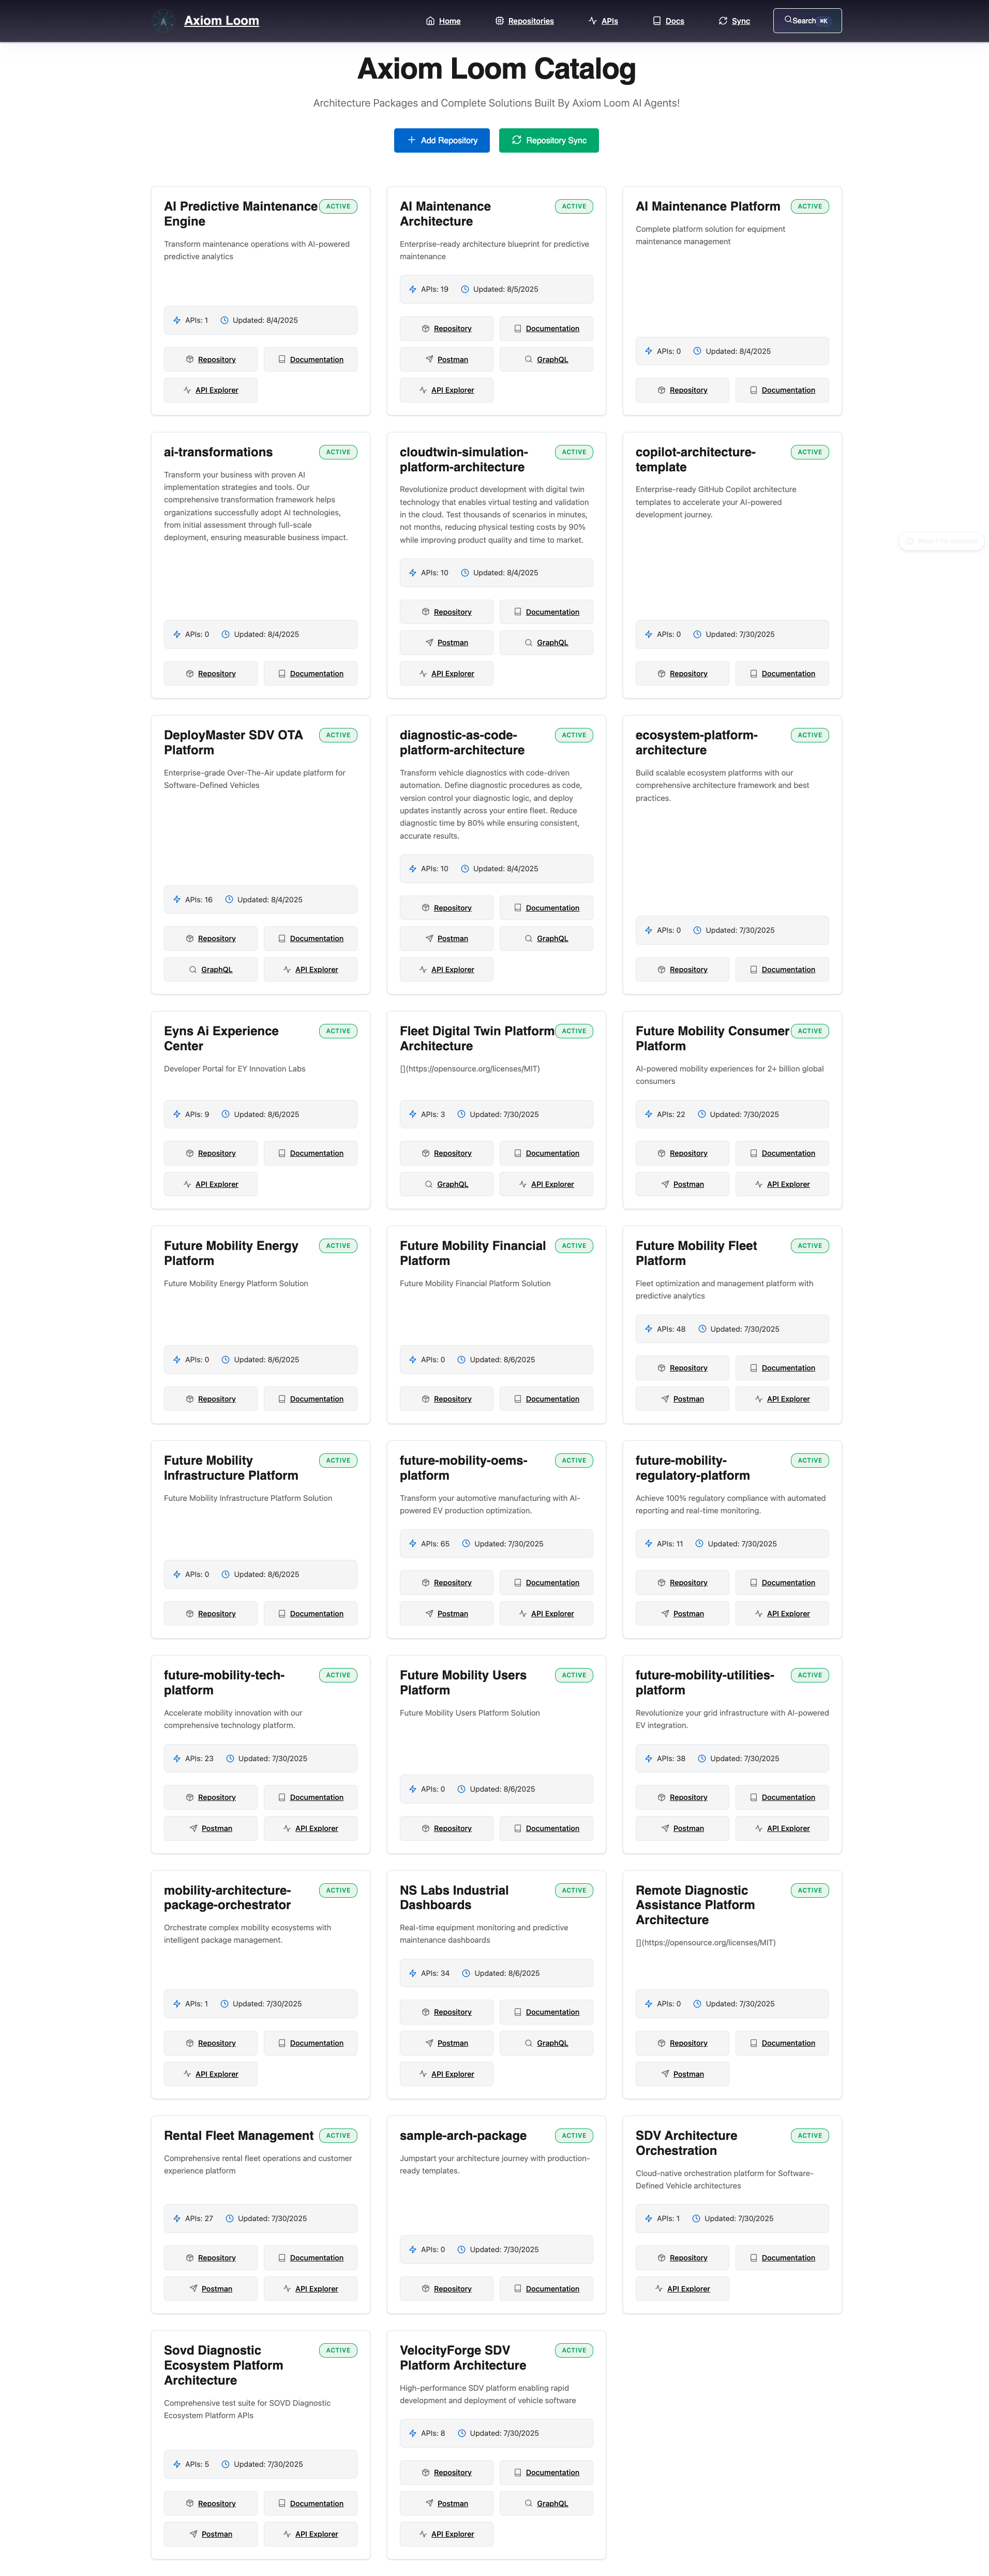 Axiom Loom
Home
Repositories
APIs
Docs
Sync
Search ⌘K
Axiom Loom Catalog
Architecture Packages and Complete Solutions Built By Axiom Loom AI Agents!
Add Repository
Repository Sync
AI Predictive Maintenance
Engine
ACTIVE
Transform maintenance operations with AI-powered
predictive analytics
APIs: 1 Updated: 8/4/2025
Repository Documentation
API Explorer
AI Maintenance
Architecture
ACTIVE
Enterprise-ready architecture blueprint for predictive
maintenance
APIs: 19 Updated: 8/5/2025
Repository Documentation
Postman GraphQL
API Explorer
AI Maintenance Platform
ACTIVE
Complete platform solution for equipment
maintenance management
APIs: 0 Updated: 8/4/2025
Repository Documentation
ai-transformations
ACTIVE
Transform your business with proven AI
implementation strategies and tools. Our
comprehensive transformation framework helps
organizations successfully adopt AI technologies,
from initial assessment through full-scale
deployment, ensuring measurable business impact.
APIs: 0 Updated: 8/4/2025
Repository Documentation
cloudtwin-simulation-
platform-architecture
ACTIVE
Revolutionize product development with digital twin
technology that enables virtual testing and validation
in the cloud. Test thousands of scenarios in minutes,
not months, reducing physical testing costs by 90%
while improving product quality and time to market.
APIs: 10 Updated: 8/4/2025
Repository Documentation
Postman GraphQL
API Explorer
copilot-architecture-
template
ACTIVE
Enterprise-ready GitHub Copilot architecture
templates to accelerate your AI-powered
development journey.
APIs: 0 Updated: 7/30/2025
Repository Documentation
DeployMaster SDV OTA
Platform
ACTIVE
Enterprise-grade Over-The-Air update platform for
Software-Defined Vehicles
APIs: 16 Updated: 8/4/2025
Repository Documentation
GraphQL API Explorer
diagnostic-as-code-
platform-architecture
ACTIVE
Transform vehicle diagnostics with code-driven
automation. Define diagnostic procedures as code,
version control your diagnostic logic, and deploy
updates instantly across your entire fleet. Reduce
diagnostic time by 80% while ensuring consistent,
accurate results.
APIs: 10 Updated: 8/4/2025
Repository Documentation
Postman GraphQL
API Explorer
ecosystem-platform-
architecture
ACTIVE
Build scalable ecosystem platforms with our
comprehensive architecture framework and best
practices.
APIs: 0 Updated: 7/30/2025
Repository Documentation
Eyns Ai Experience
Center
ACTIVE
Developer Portal for EY Innovation Labs
APIs: 9 Updated: 8/6/2025
Repository Documentation
API Explorer
Fleet Digital Twin Platform
Architecture
ACTIVE
[](https://opensource.org/licenses/MIT)
APIs: 3 Updated: 7/30/2025
Repository Documentation
GraphQL API Explorer
Future Mobility Consumer
Platform
ACTIVE
AI-powered mobility experiences for 2+ billion global
consumers
APIs: 22 Updated: 7/30/2025
Repository Documentation
Postman API Explorer
Future Mobility Energy
Platform
ACTIVE
Future Mobility Energy Platform Solution
APIs: 0 Updated: 8/6/2025
Repository Documentation
Future Mobility Financial
Platform
ACTIVE
Future Mobility Financial Platform Solution
APIs: 0 Updated: 8/6/2025
Repository Documentation
Future Mobility Fleet
Platform
ACTIVE
Fleet optimization and management platform with
predictive analytics
APIs: 48 Updated: 7/30/2025
Repository Documentation
Postman API Explorer
Future Mobility
Infrastructure Platform
ACTIVE
Future Mobility Infrastructure Platform Solution
APIs: 0 Updated: 8/6/2025
Repository Documentation
future-mobility-oems-
platform
ACTIVE
Transform your automotive manufacturing with AI-
powered EV production optimization.
APIs: 65 Updated: 7/30/2025
Repository Documentation
Postman API Explorer
future-mobility-
regulatory-platform
ACTIVE
Achieve 100% regulatory compliance with automated
reporting and real-time monitoring.
APIs: 11 Updated: 7/30/2025
Repository Documentation
Postman API Explorer
future-mobility-tech-
platform
ACTIVE
Accelerate mobility innovation with our
comprehensive technology platform.
APIs: 23 Updated: 7/30/2025
Repository Documentation
Postman API Explorer
Future Mobility Users
Platform
ACTIVE
Future Mobility Users Platform Solution
APIs: 0 Updated: 8/6/2025
Repository Documentation
future-mobility-utilities-
platform
ACTIVE
Revolutionize your grid infrastructure with AI-powered
EV integration.
APIs: 38 Updated: 7/30/2025
Repository Documentation
Postman API Explorer
mobility-architecture-
package-orchestrator
ACTIVE
Orchestrate complex mobility ecosystems with
intelligent package management.
APIs: 1 Updated: 7/30/2025
Repository Documentation
API Explorer
NS Labs Industrial
Dashboards
ACTIVE
Real-time equipment monitoring and predictive
maintenance dashboards
APIs: 34 Updated: 8/6/2025
Repository Documentation
Postman GraphQL
API Explorer
Remote Diagnostic
Assistance Platform
Architecture
ACTIVE
[](https://opensource.org/licenses/MIT)
APIs: 0 Updated: 7/30/2025
Repository Documentation
Postman
Rental Fleet Management
ACTIVE
Comprehensive rental fleet operations and customer
experience platform
APIs: 27 Updated: 7/30/2025
Repository Documentation
Postman API Explorer
sample-arch-package
ACTIVE
Jumpstart your architecture journey with production-
ready templates.
APIs: 0 Updated: 7/30/2025
Repository Documentation
SDV Architecture
Orchestration
ACTIVE
Cloud-native orchestration platform for Software-
Defined Vehicle architectures
APIs: 1 Updated: 7/30/2025
Repository Documentation
API Explorer
Sovd Diagnostic
Ecosystem Platform
Architecture
ACTIVE
Comprehensive test suite for SOVD Diagnostic
Ecosystem Platform APIs
APIs: 5 Updated: 7/30/2025
Repository Documentation
Postman API Explorer
VelocityForge SDV
Platform Architecture
ACTIVE
High-performance SDV platform enabling rapid
development and deployment of vehicle software
APIs: 8 Updated: 7/30/2025
Repository Documentation
Postman GraphQL
API Explorer